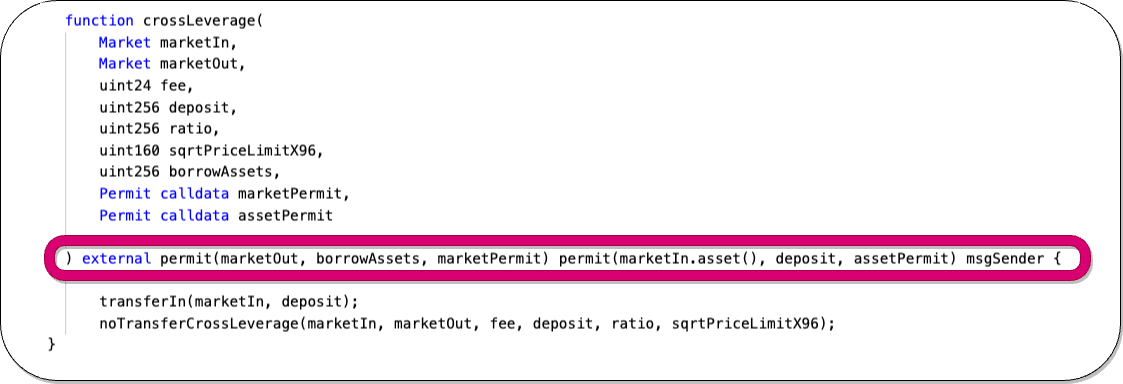 function crossLeverage(
Market marketIn,
Market marketOut,
uint24 fee,
uint256 deposit,
uint256 ratio,
uint160 sqrtPriceLimitX96,
uint256 borrowAssets,
Permit calldata marketPermit,
Permit calldata assetPermit
) external permit(marketOut, borrowAssets, marketPermit) permit(marketIn.asset(), deposit, assetPermit) msgSender {
transferIn(marketIn, deposit);
noTransferCrossLeverage(marketIn, marketOut, fee, deposit, ratio, sqrtPriceLimitX96);
}